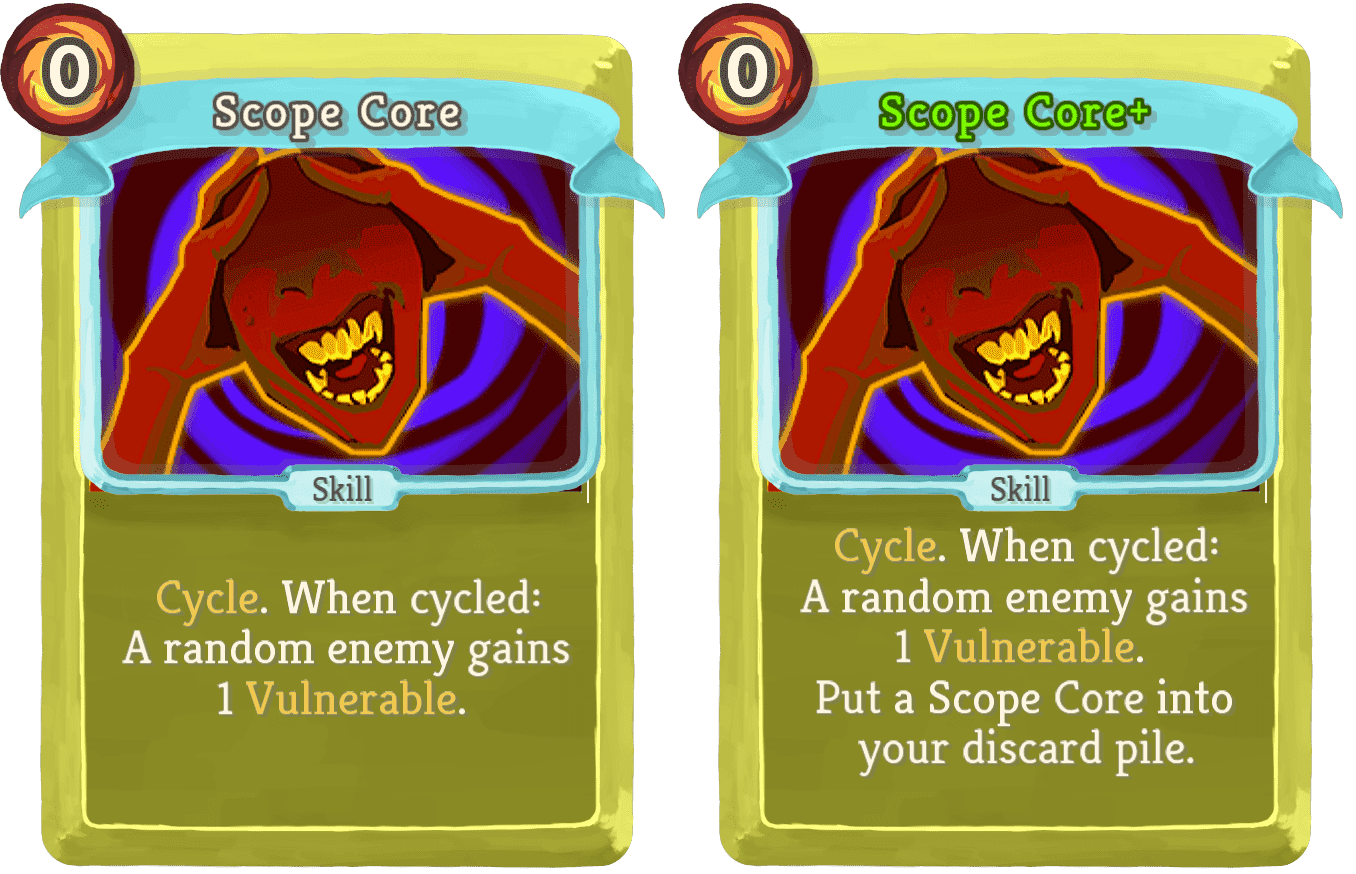 0
Scope Core
Skill
Cycle. When cycled:
A random enemy gains
1 Vulnerable.
0
Scope Core+
Skill
Cycle. When cycled:
A random enemy gains
1 Vulnerable.
Put a Scope Core into
your discard pile.